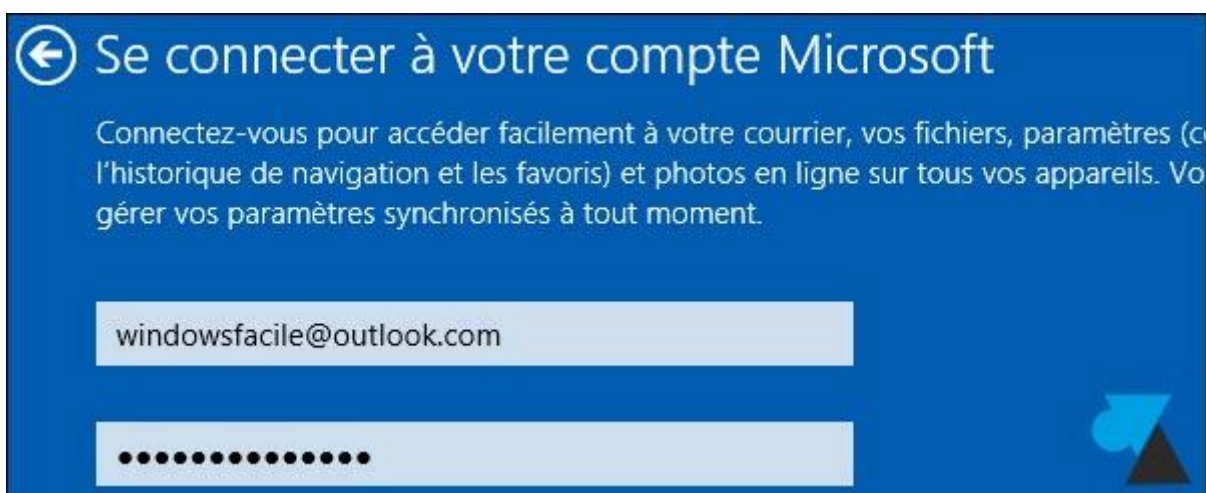 Se connecter à votre compte Microsoft
Connectez-vous pour accéder facilement à votre courrier, vos fichiers, paramètres (
l'historique de navigation et les favoris) et photos en ligne sur tous vos appareils.
gérer vos paramètres synchronisés à tout moment.
windowsfacile@outlook.com
••••••••••••••